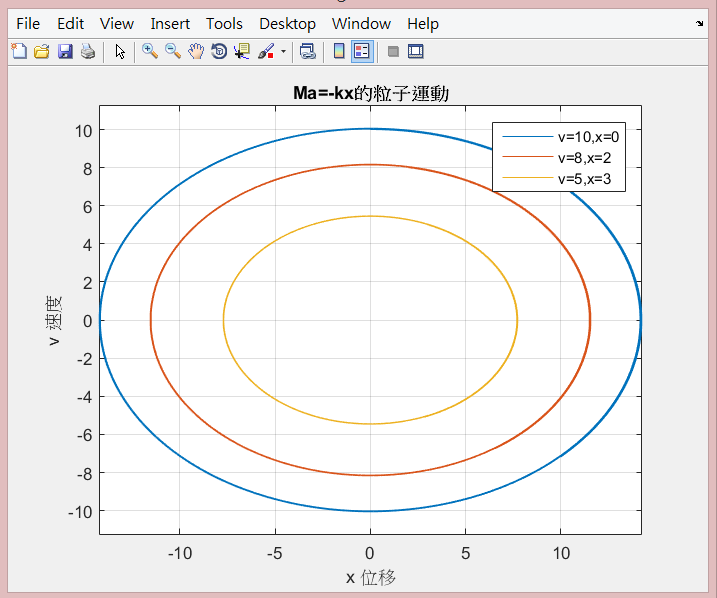 File Edit View Insert Tools Desktop Window Help
Ma=-kx的粒子運動
v=10,x=0
v=8,x=2
v=5,x=3
10
8
6
4
2
0
-2
-4
-6
-8
-10
v 速度
-10 -5 0 5 10
x 位移